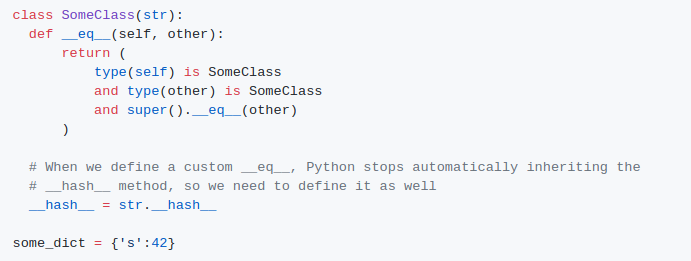 class SomeClass(str):
  def __eq__(self, other):
      return (
          type(self) is SomeClass
          and type(other) is SomeClass
          and super().__eq__(other)
      )

  # When we define a custom __eq__, Python stops automatically inheriting the
  # __hash__ method, so we need to define it as well
  __hash__ = str.__hash__

some_dict = {'s':42}